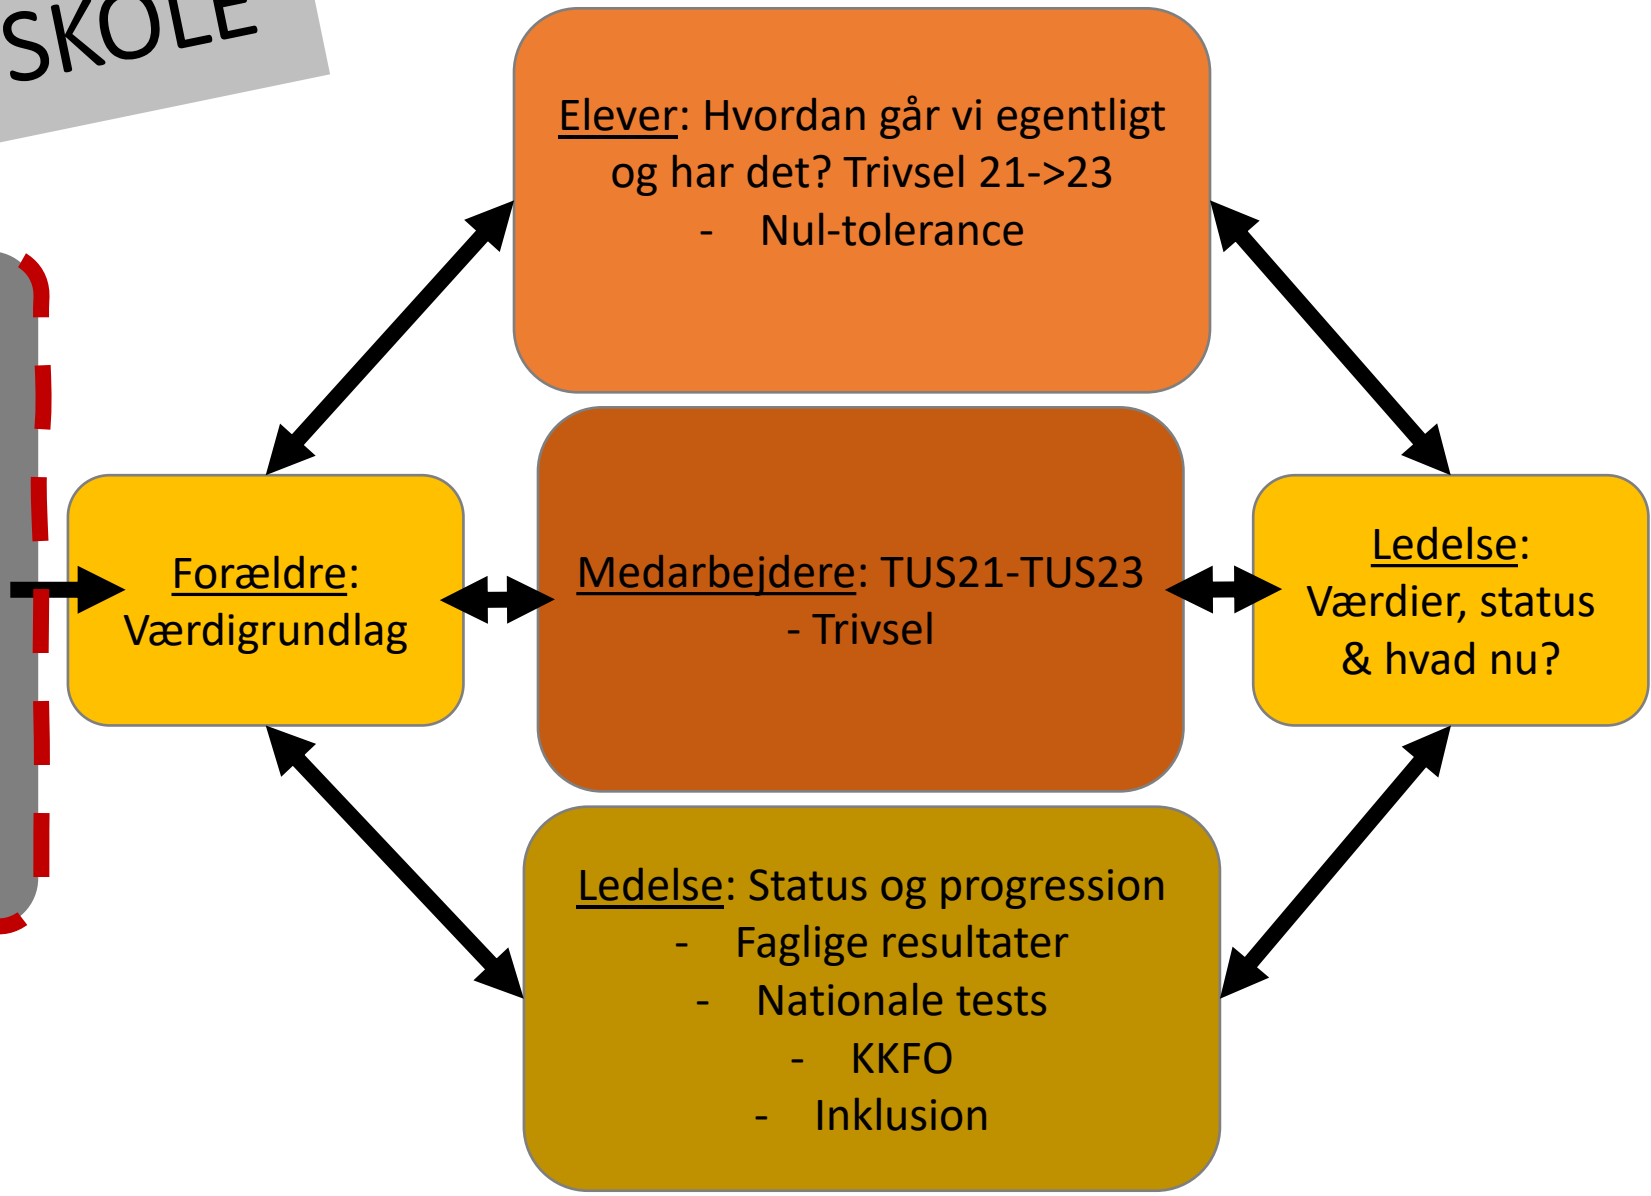 SKOLE
Elever: Hvordan går vi egentligt
og har det? Trivsel 21->23
- Nul-tolerance
Forældre:
Værdigrundlag
Medarbejdere: TUS21-TUS23
- Trivsel
Ledelse:
Værdier, status
& hvad nu?
Ledelse: Status og progression
- Faglige resultater
- Nationale tests
- KKFO
- Inklusion